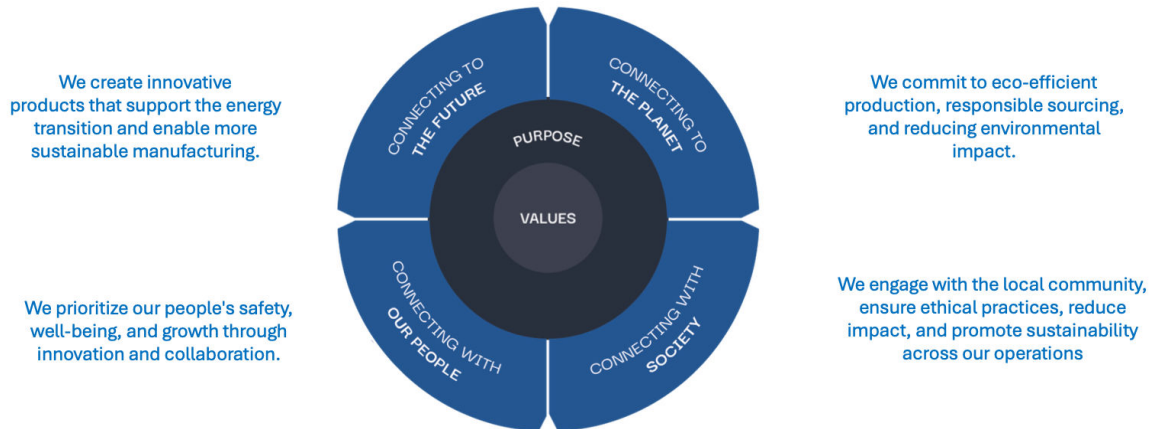 We create innovative
products that support the energy
transition and enable more
sustainable manufacturing.
CONNECTING TO
THE FUTURE
CONNECTING TO
THE PLANET
We commit to eco-efficient
production, responsible sourcing,
and reducing environmental
impact.
PURPOSE
VALUES
We prioritize our people's safety,
well-being, and growth through
innovation and collaboration.
CONNECTING WITH
OUR PEOPLE
CONNECTING WITH
SOCIETY
We engage with the local community,
ensure ethical practices, reduce
impact, and promote sustainability
across our operations